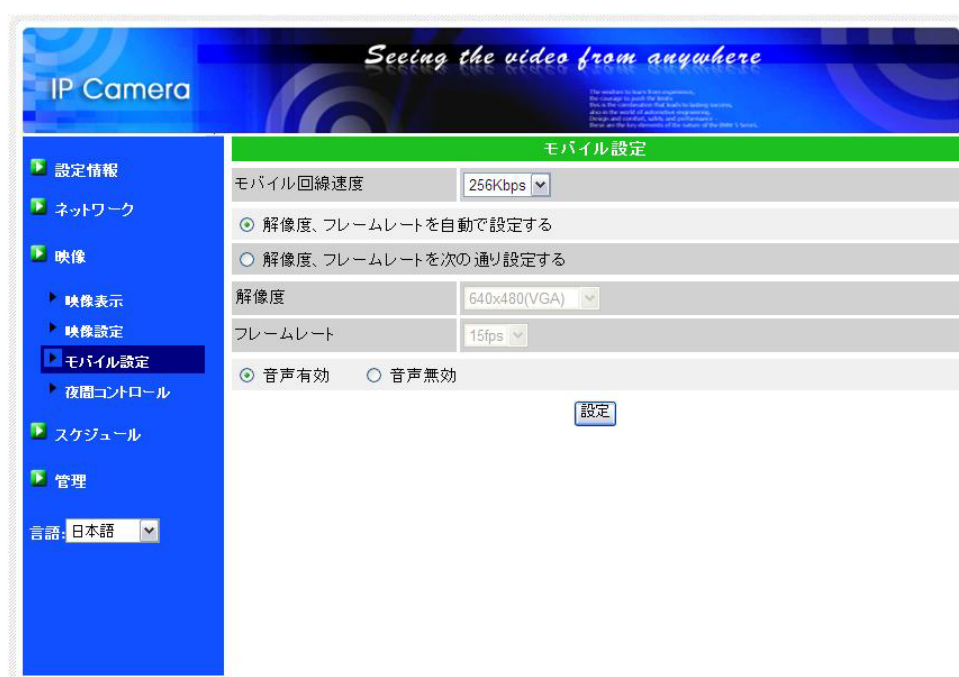 Seeing the video from anywhere
IP Camera
設定情報
ネットワーク
映像
映像表示
映像設定
モバイル設定
夜間コントロール
スケジュール
管理
言語:日本語
モバイル設定
モバイル回線速度 256Kbps
解像度、フレームレートを自動で設定する
解像度、フレームレートを次の通り設定する
解像度 640x480(VGA)
フレームレート 15fps
音声有効 音声無効
設定